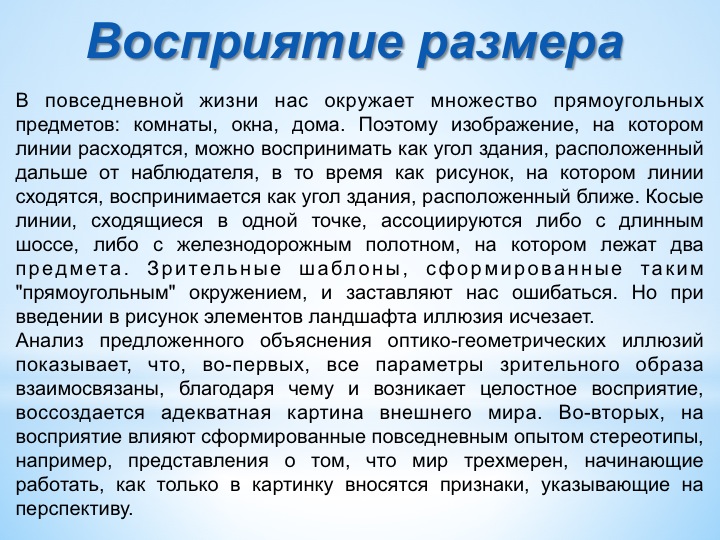 Восприятие размера
В повседневной жизни нас окружает множество прямоугольных
предметов: комнаты, окна, дома. Поэтому изображение, на котором
линии расходятся, можно воспринимать как угол здания, расположенный
дальше от наблюдателя, в то время как рисунок, на котором линии
сходятся, воспринимается как угол здания, расположенный ближе. Косые
линии, сходящиеся в одной точке, ассоциируются либо с длинным
шоссе, либо с железнодорожным полотном, на котором лежат два
предмета. Зрительные шаблоны, сформированные таким
"прямоугольным" окружением, и заставляют нас ошибаться. Но при
введении в рисунок элементов ландшафта иллюзия исчезает.
Анализ предложенного объяснения оптико-геометрических иллюзий
показывает, что, во-первых, все параметры зрительного образа
взаимосвязаны, благодаря чему и возникает целостное восприятие,
воссоздается адекватная картина внешнего мира. Во-вторых, на
восприятие влияют сформированные повседневным опытом стереотипы,
например, представления о том, что мир трехмерен, начинающие
работать, как только в картинку вносятся признаки, указывающие на
перспективу.